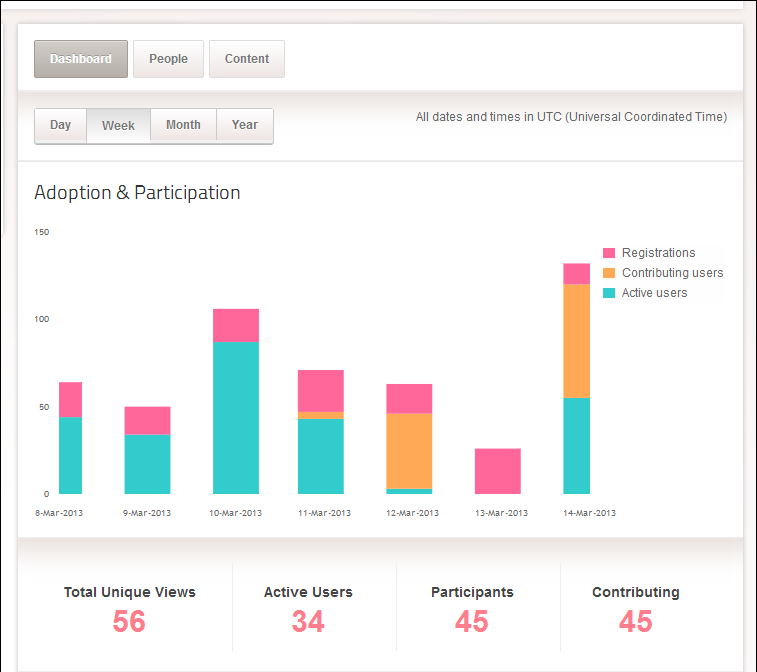 Dashboard People Content
Day Week Month Year
All dates and times in UTC (Universal Coordinated Time)
Adoption & Participation
150
100
50
0
Registrations
Contributing users
Active users
8-Mar-2013 9-Mar-2013 10-Mar-2013 11-Mar-2013 12-Mar-2013 13-Mar-2013 14-Mar-2013
Total Unique Views Active Users Participants Contributing
56 34 45 45